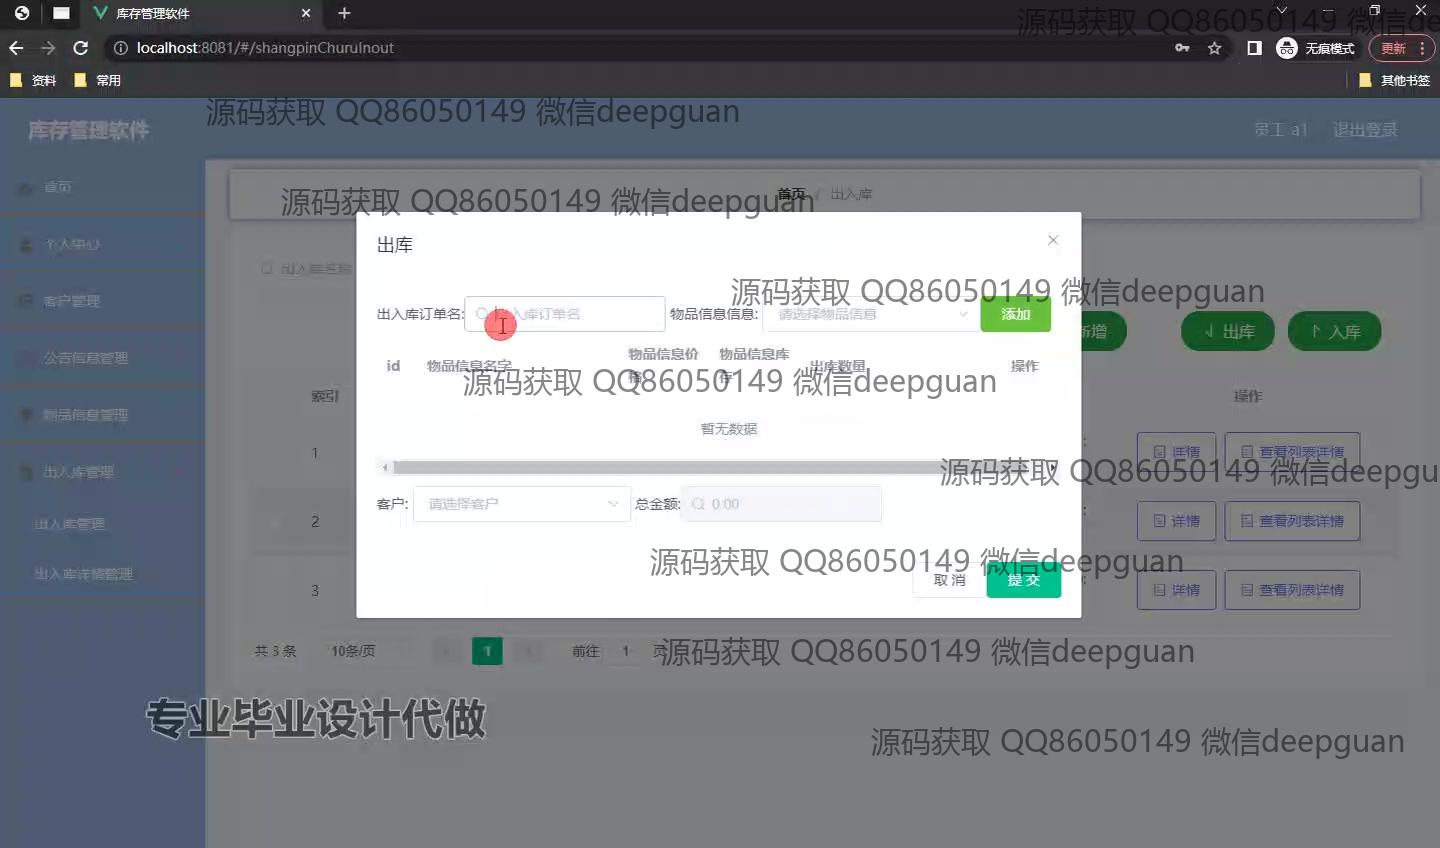 库存管理软件
localhost:8081/#/shangpinChuruInout
无痕模式
更新
资料
常用
其他书签
源码获取 QQ86050149 微信de
源码获取 QQ86050149 微信deepguan
库存管理软件
员工 a1
退出登录
首页
源码获取 QQ86050149 微信deepguan
首页 / 出入库
个人中心
客户管理
公告信息管理
物品信息管理
出入库管理
出入库管理
出入库详情管理
出库
出入库订单名:
入库订单名
物品信息信息:
请选择物品信息
添加
源码获取 QQ86050149 微信deepguan
新增
出库
入库
id
物品信息名字
物品信息价格
物品信息库存
出库数量
操作
源码获取 QQ86050149 微信deepguan
索引
操作
暂无数据
1
详情
查看列表详情
源码获取 QQ86050149 微信deepgu
客户:
请选择客户
总金额:
0.00
2
详情
查看列表详情
源码获取 QQ86050149 微信deepguan
取 消
提 交
3
详情
查看列表详情
共 3 条
10条/页
1
前往
1
页
源码获取 QQ86050149 微信deepguan
专业毕业设计代做
源码获取 QQ86050149 微信deepguan